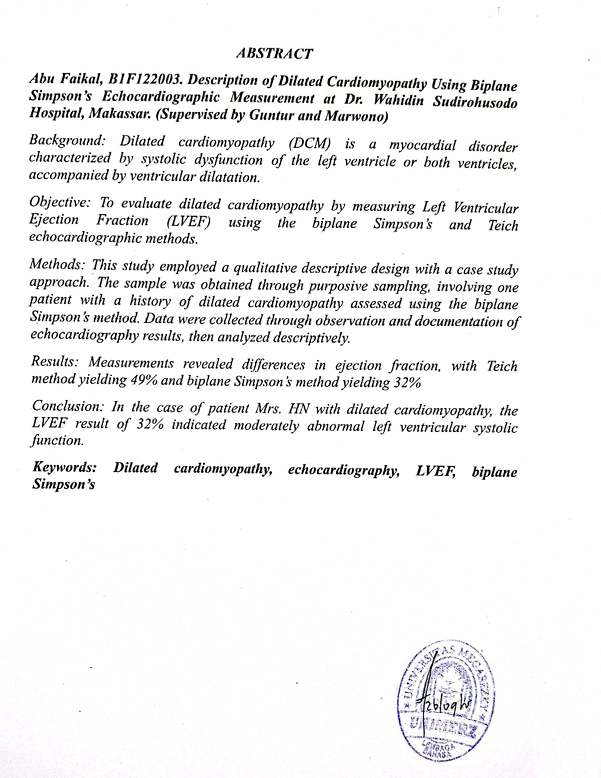 ABSTRACT
Abu Faikal, B1F122003. Description of Dilated Cardiomyopathy Using Biplane
Simpson's Echocardiographic Measurement at Dr. Wahidin Sudirohusodo
Hospital, Makassar. (Supervised by Guntur and Marwono)
Background: Dilated cardiomyopathy (DCM) is a myocardial disorder
characterized by systolic dysfunction of the left ventricle or both ventricles,
accompanied by ventricular dilatation.
Objective: To evaluate dilated cardiomyopathy by measuring Left Ventricular
Ejection Fraction (LVEF) using the biplane Simpson's and Teich
echocardiographic methods.
Methods: This study employed a qualitative descriptive design with a case study
approach. The sample was obtained through purposive sampling, involving one
patient with a history of dilated cardiomyopathy assessed using the biplane
Simpson's method. Data were collected through observation and documentation of
echocardiography results, then analyzed descriptively.
Results: Measurements revealed differences in ejection fraction, with Teich
method yielding 49% and biplane Simpson's method yielding 32%
Conclusion: In the case of patient Mrs. HN with dilated cardiomyopathy, the
LVEF result of 32% indicated moderately abnormal left ventricular systolic
function.
Keywords: Dilated cardiomyopathy, echocardiography, LVEF, biplane
Simpson's
UNIVERSITAS MEGAREZKY
UNIMERZ
LEMBAGA
BAHASA